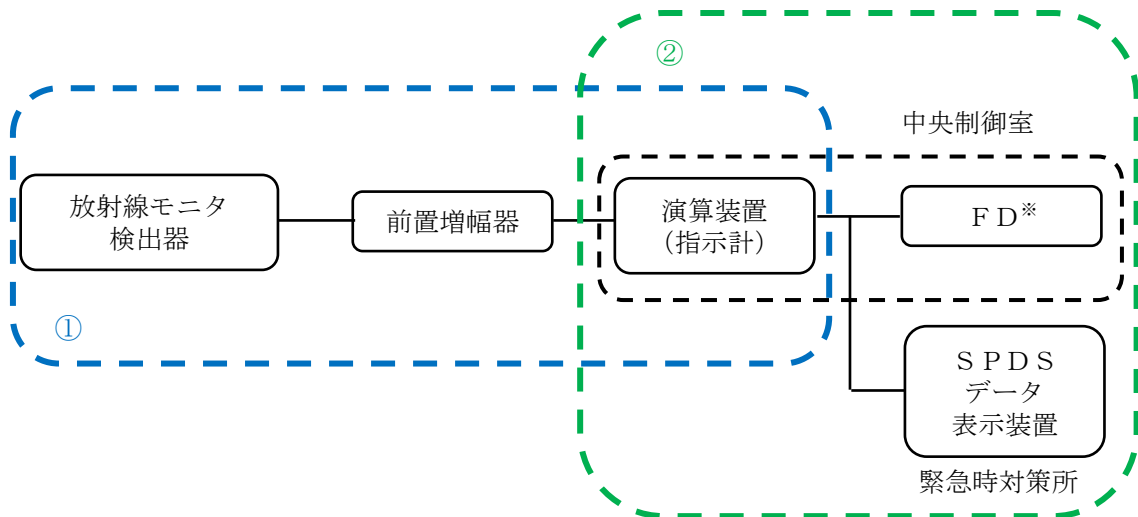 ②
中央制御室
放射線モニタ
検出器
前置増幅器
演算装置
(指示計)
ＦＤ※
①
ＳＰＤＳ
データ
表示装置
緊急時対策所